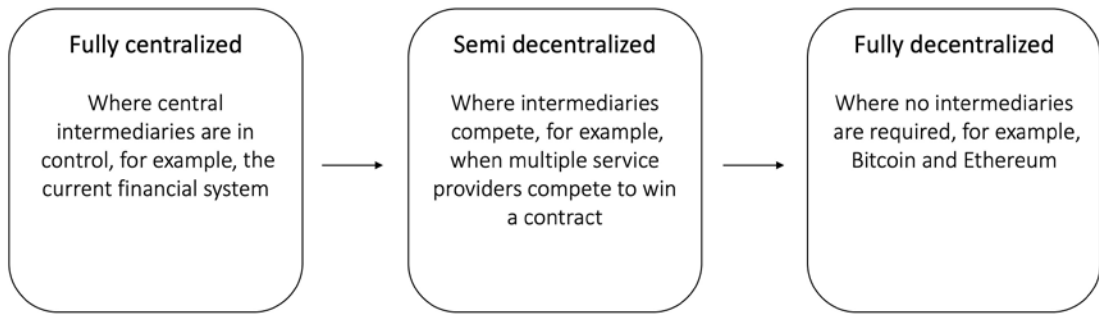 Fully centralized
Where central
intermediaries are in
control, for example, the
current financial system
Semi decentralized
Where intermediaries
compete, for example,
when multiple service
providers compete to win
a contract
Fully decentralized
Where no intermediaries
are required, for example,
Bitcoin and Ethereum